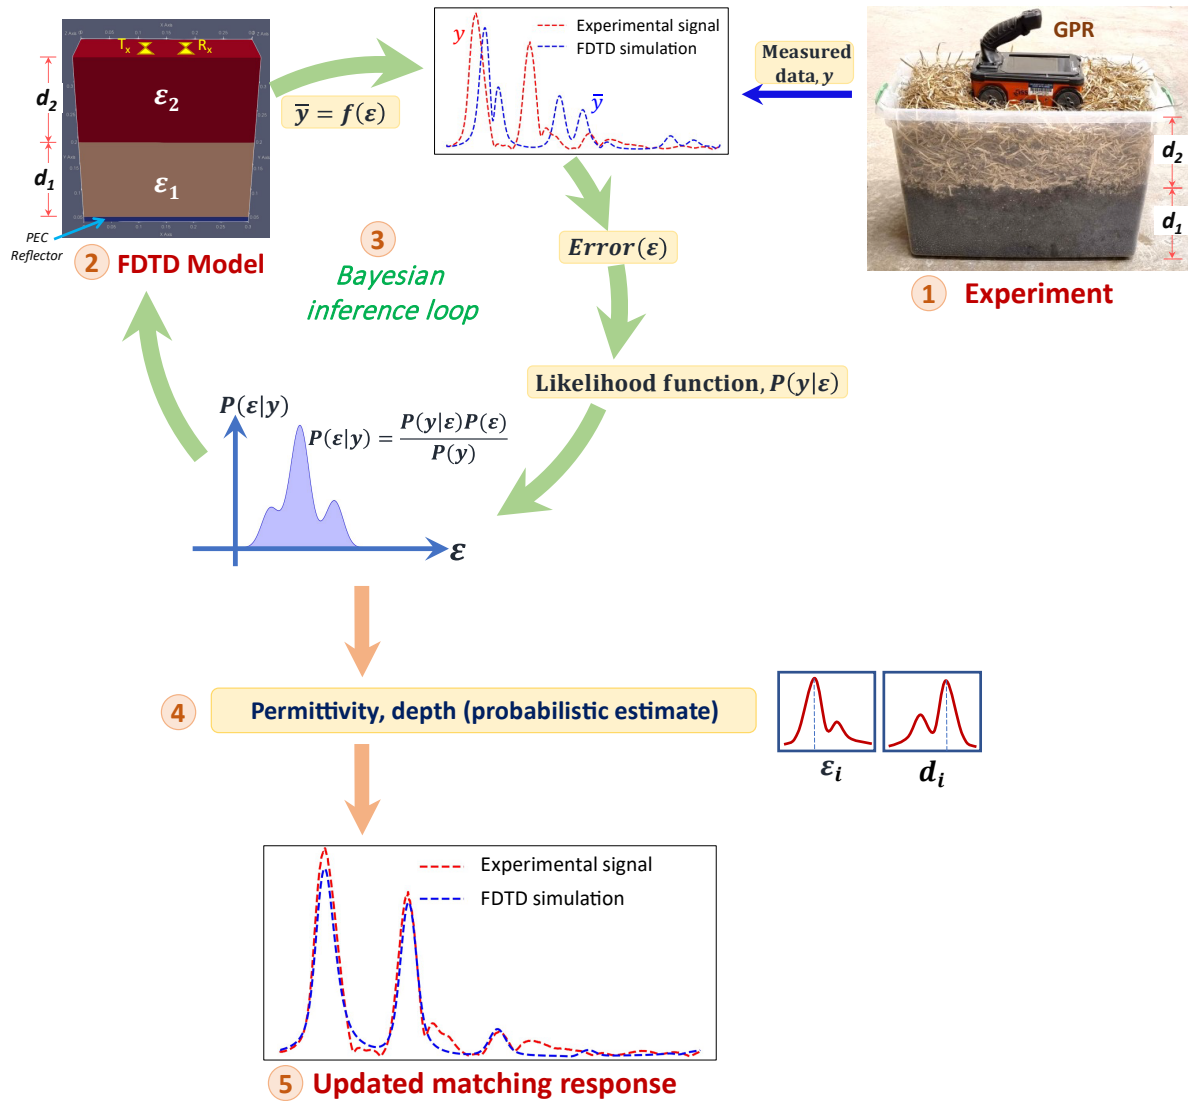 Tx Rx
d2
ε2
d1
ε1
PEC
Reflector
2 FDTD Model
ȳ = f(ε)
y
Experimental signal
FDTD simulation
ȳ
Measured
data, y
GPR
d2
d1
1 Experiment
3
Bayesian
inference loop
Error(ε)
Likelihood function, P(y|ε)
P(ε|y)
P(ε|y) = P(y|ε)P(ε) / P(y)
ε
4 Permittivity, depth (probabilistic estimate)
εi di
Experimental signal
FDTD simulation
5 Updated matching response